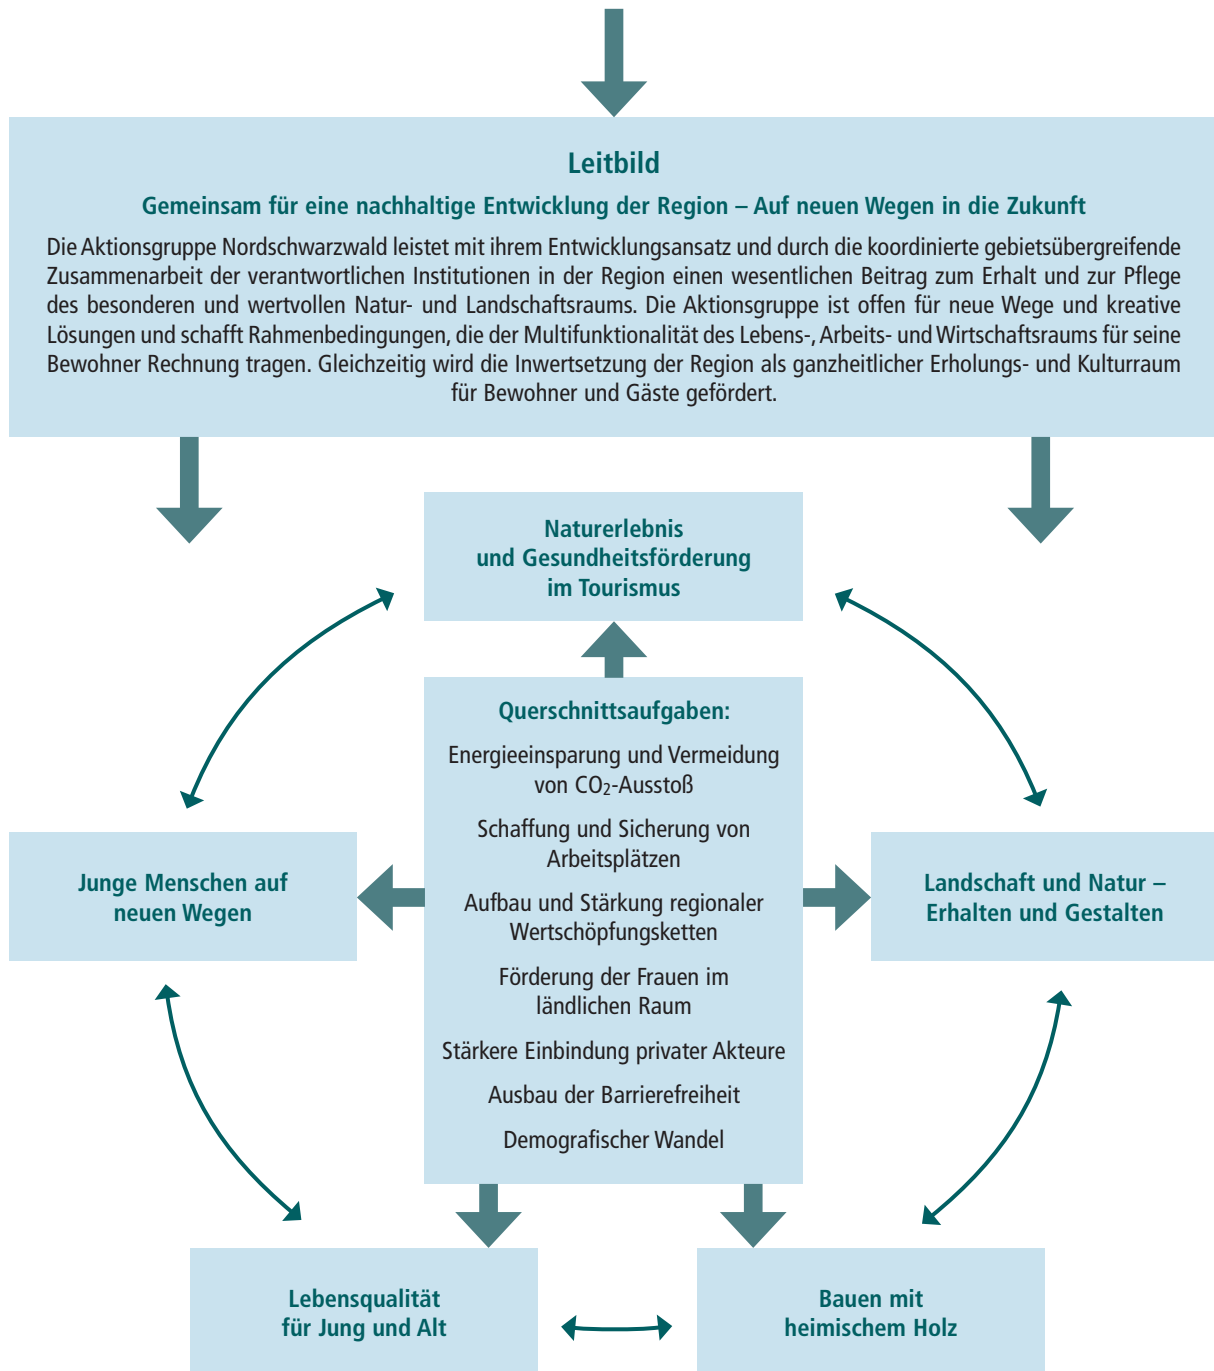 Leitbild
Gemeinsam für eine nachhaltige Entwicklung der Region – Auf neuen Wegen in die Zukunft
Die Aktionsgruppe Nordschwarzwald leistet mit ihrem Entwicklungsansatz und durch die koordinierte gebietsübergreifende
Zusammenarbeit der verantwortlichen Institutionen in der Region einen wesentlichen Beitrag zum Erhalt und zur Pflege
des besonderen und wertvollen Natur- und Landschaftsraums. Die Aktionsgruppe ist offen für neue Wege und kreative
Lösungen und schafft Rahmenbedingungen, die der Multifunktionalität des Lebens-, Arbeits- und Wirtschaftsraums für seine
Bewohner Rechnung tragen. Gleichzeitig wird die Inwertsetzung der Region als ganzheitlicher Erholungs- und Kulturraum
für Bewohner und Gäste gefördert.
Naturerlebnis
und Gesundheitsförderung
im Tourismus
Querschnittsaufgaben:
Energieeinsparung und Vermeidung
von CO₂-Ausstoß
Schaffung und Sicherung von
Arbeitsplätzen
Aufbau und Stärkung regionaler
Wertschöpfungsketten
Förderung der Frauen im
ländlichen Raum
Stärkere Einbindung privater Akteure
Ausbau der Barrierefreiheit
Demografischer Wandel
Junge Menschen auf
neuen Wegen
Landschaft und Natur –
Erhalten und Gestalten
Lebensqualität
für Jung und Alt
Bauen mit
heimischem Holz